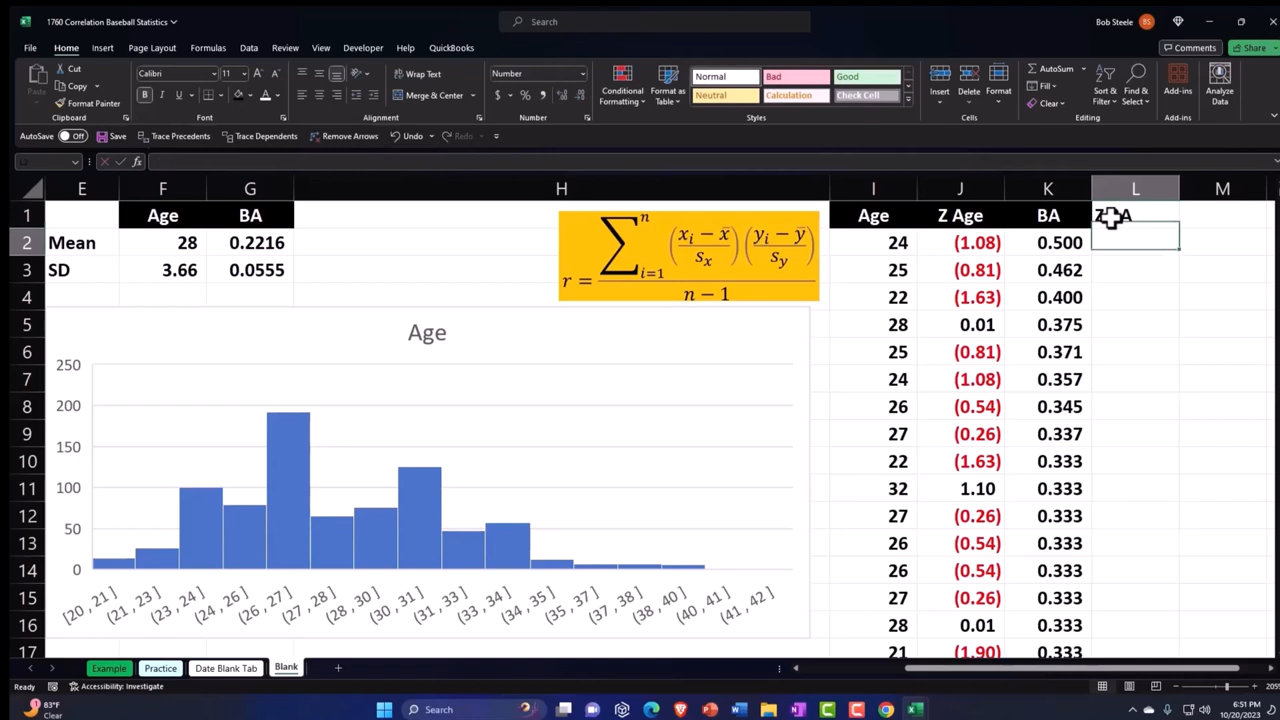 1760 Correlation Baseball Statistics
Search
Bob Steele
BS
File Home Insert Page Layout Formulas Data Review View Automate Developer Help QuickBooks
Comments
Share
Paste
Cut
Copy
Format Painter
Clipboard
Calibri
11
Font
Wrap Text
Merge & Center
Alignment
Number
Number
Conditional Formatting
Format as Table
Normal Bad Good
Neutral Calculation Check Cell
Styles
Insert Delete Format
Cells
AutoSum
Fill
Clear
Sort & Filter
Find & Select
Editing
Add-ins
Add-ins
Analyze Data
AutoSave Off Save Trace Precedents Trace Dependents Remove Arrows Undo Redo
fx
E F G H I J K L M
1 Age BA Age Z Age BA
2 Mean 28 0.2216 24 (1.08) 0.500
3 SD 3.66 0.0555 25 (0.81) 0.462
4 22 (1.63) 0.400
5 28 0.01 0.375
6 25 (0.81) 0.371
7 24 (1.08) 0.357
8 26 (0.54) 0.345
9 27 (0.26) 0.337
10 22 (1.63) 0.333
11 32 1.10 0.333
12 27 (0.26) 0.333
13 26 (0.54) 0.333
14 26 (0.54) 0.333
15 27 (0.26) 0.333
16 28 0.01 0.333
17 21 (1.90) 0.333
r = ∑ i=1 n (xi − x̄ / sx) (yi − ȳ / sy) / n − 1
Age
250
200
150
100
50
0
[20 , 21] (21 , 23] (23 , 24] (24 , 26] (26 , 27] (27 , 28] (28 , 30] (30 , 31] (31 , 33] (33 , 34] (34 , 35] (35 , 37] (37 , 38] (38 , 40] (40 , 41] (41 , 42]
Example Practice Date Blank Tab Blank
Ready Accessibility: Investigate
83°F
Clear
Search
6:51 PM
10/20/2023